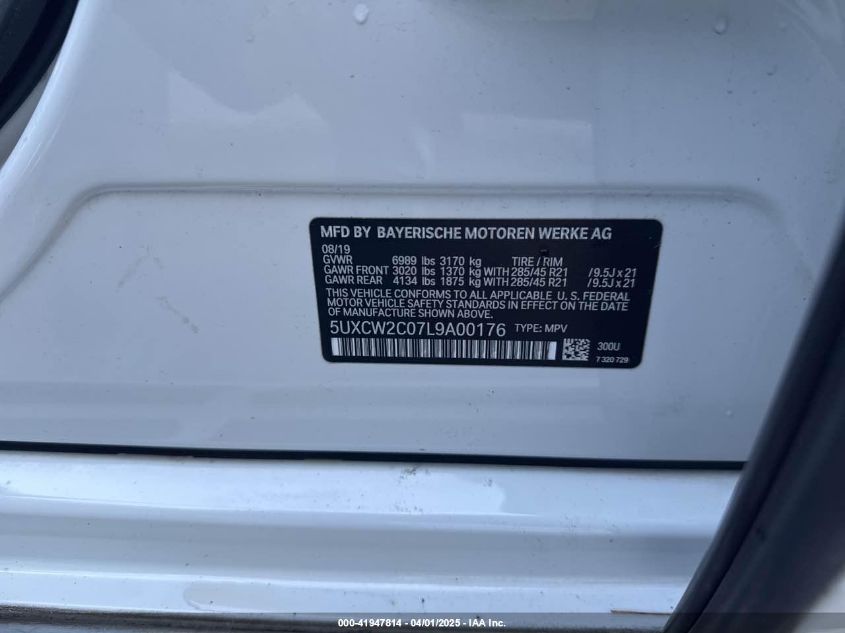 MFD BY BAYERISCHE MOTOREN WERKE AG
08/19
GVWR 6989 lbs 3170 kg TIRE / RIM
GAWR FRONT 3020 lbs 1370 kg WITH 285/45 R21 /9.5J x 21
GAWR REAR 4134 lbs 1875 kg WITH 285/45 R21 /9.5J x 21
THIS VEHICLE CONFORMS TO ALL APPLICABLE U. S. FEDERAL
MOTOR VEHICLE SAFETY STANDARDS IN EFFECT ON THE DATE
OF MANUFACTURE SHOWN ABOVE.
5UXCW2C07L9A00176 TYPE: MPV
300U
7 320 729
000-41947814 - 04/01/2025 - IAA Inc.